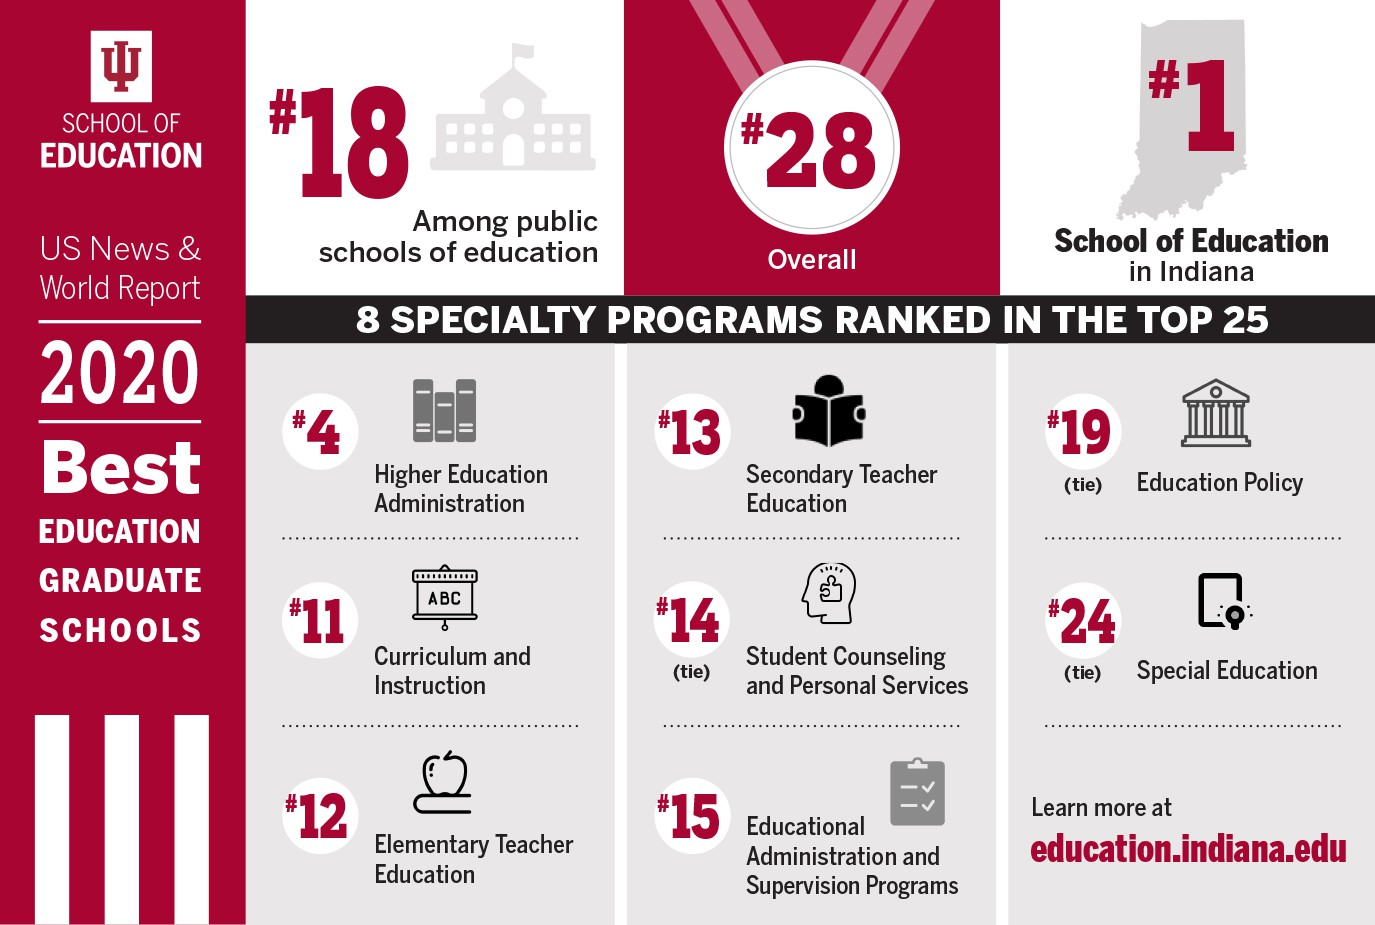 SCHOOL OF
EDUCATION
US News &
World Report
2020
Best
EDUCATION
GRADUATE
SCHOOLS
#18
Among public
schools of education
#28
Overall
#1
School of Education
in Indiana
8 SPECIALTY PROGRAMS RANKED IN THE TOP 25
#4
Higher Education
Administration
#11
ABC
Curriculum and
Instruction
#12
Elementary Teacher
Education
#13
Secondary Teacher
Education
#14
(tie)
Student Counseling
and Personal Services
#15
Educational
Administration and
Supervision Programs
#19
(tie)
Education Policy
#24
(tie)
Special Education
Learn more at
education.indiana.edu